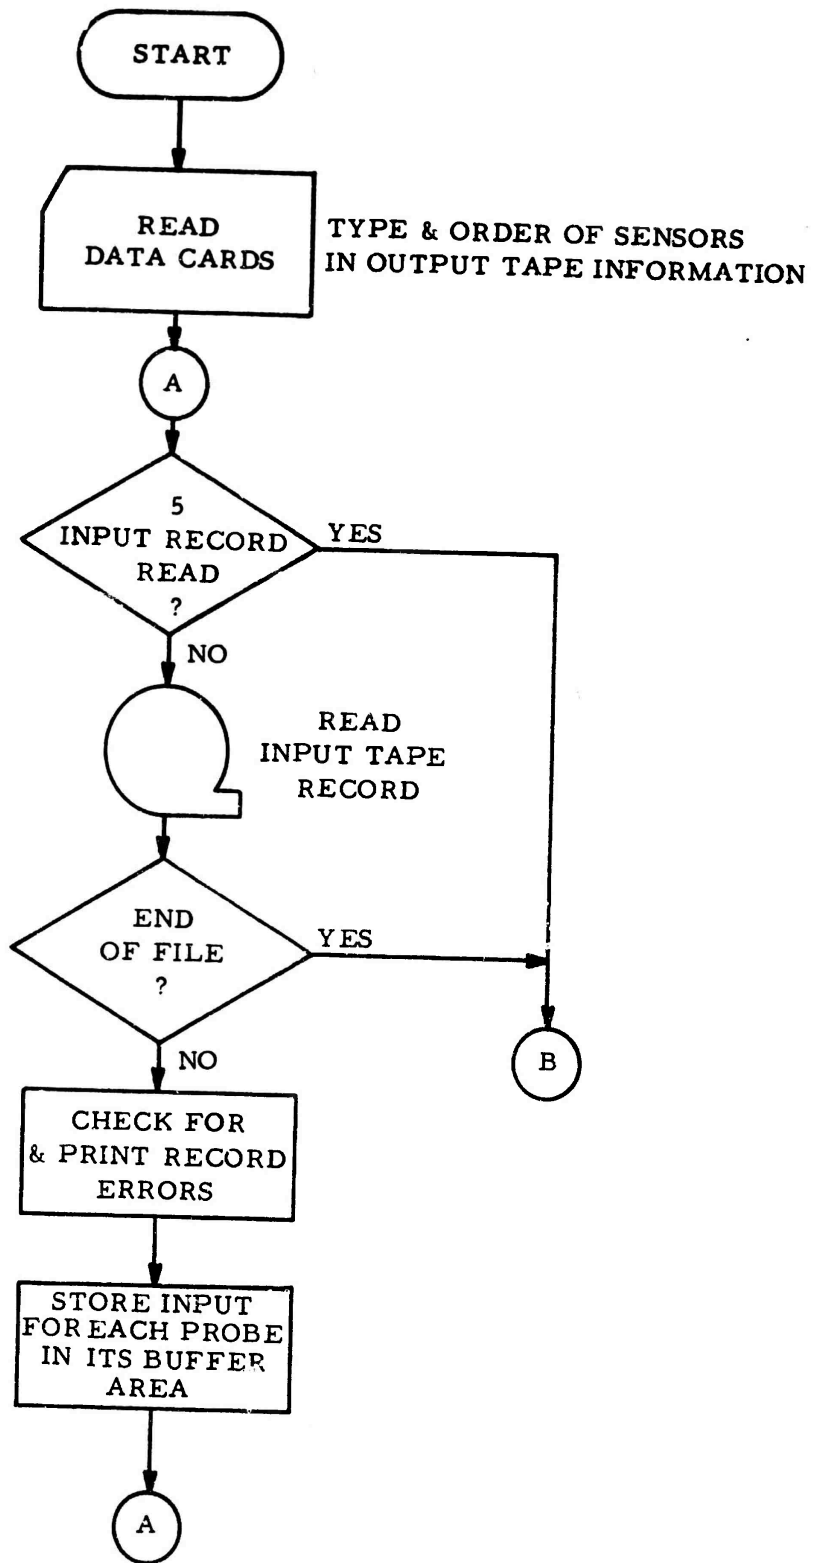 START
READ
DATA CARDS
TYPE & ORDER OF SENSORS
IN OUTPUT TAPE INFORMATION
A
5
INPUT RECORD
READ
?
YES
NO
READ
INPUT TAPE
RECORD
END
OF FILE
?
YES
B
NO
CHECK FOR
& PRINT RECORD
ERRORS
STORE INPUT
FOR EACH PROBE
IN ITS BUFFER
AREA
A